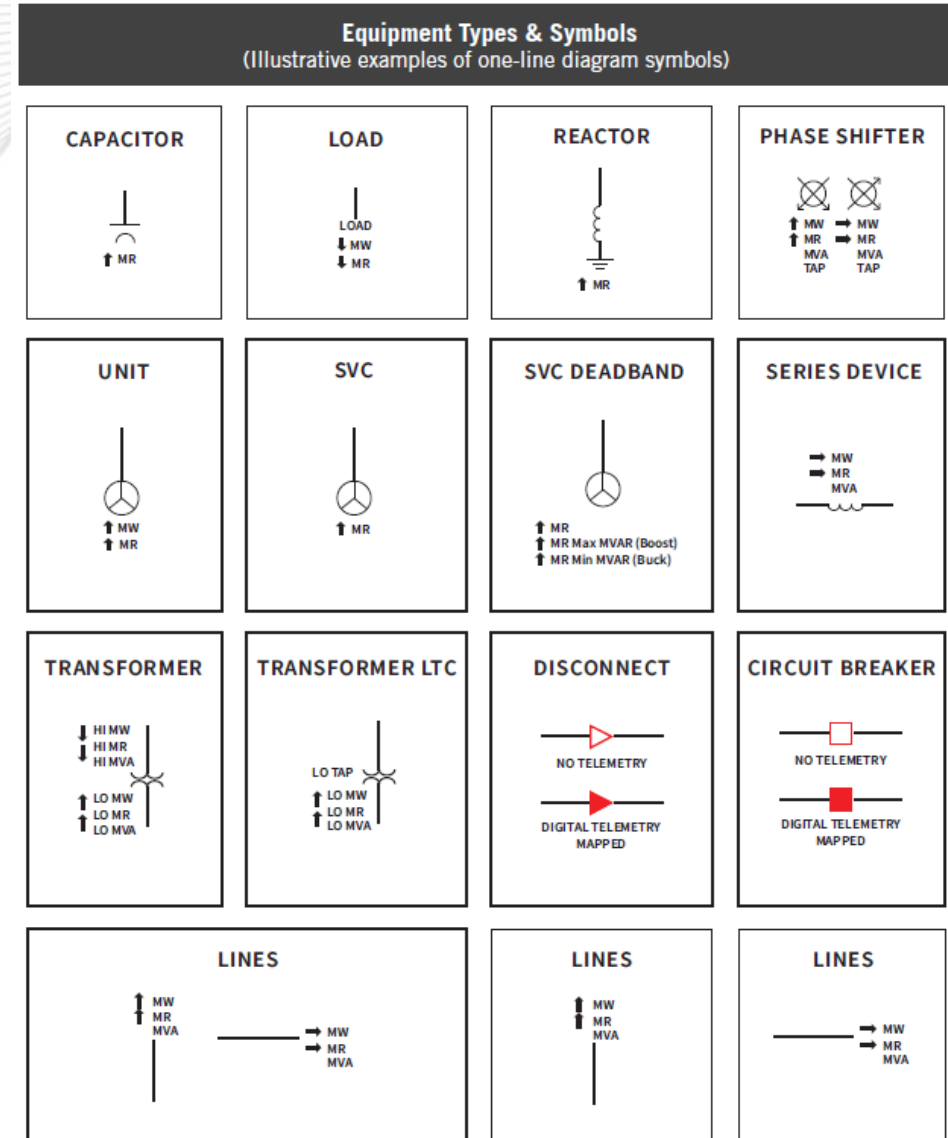 Equipment Types & Symbols
(Illustrative examples of one-line diagram symbols)
CAPACITOR
MR
LOAD
LOAD
MW
MR
REACTOR
MR
PHASE SHIFTER
MW MW
MR MR
MVA MVA
TAP TAP
UNIT
MW
MR
SVC
MR
SVC DEADBAND
MR
MR Max MVAR (Boost)
MR Min MVAR (Buck)
SERIES DEVICE
MW
MR
MVA
TRANSFORMER
HI MW
HI MR
HI MVA
LO MW
LO MR
LO MVA
TRANSFORMER LTC
LO TAP
LO MW
LO MR
LO MVA
DISCONNECT
NO TELEMETRY
DIGITAL TELEMETRY
MAPPED
CIRCUIT BREAKER
NO TELEMETRY
DIGITAL TELEMETRY
MAPPED
LINES
MW
MR
MVA
MW
MR
MVA
LINES
MW
MR
MVA
LINES
MW
MR
MVA